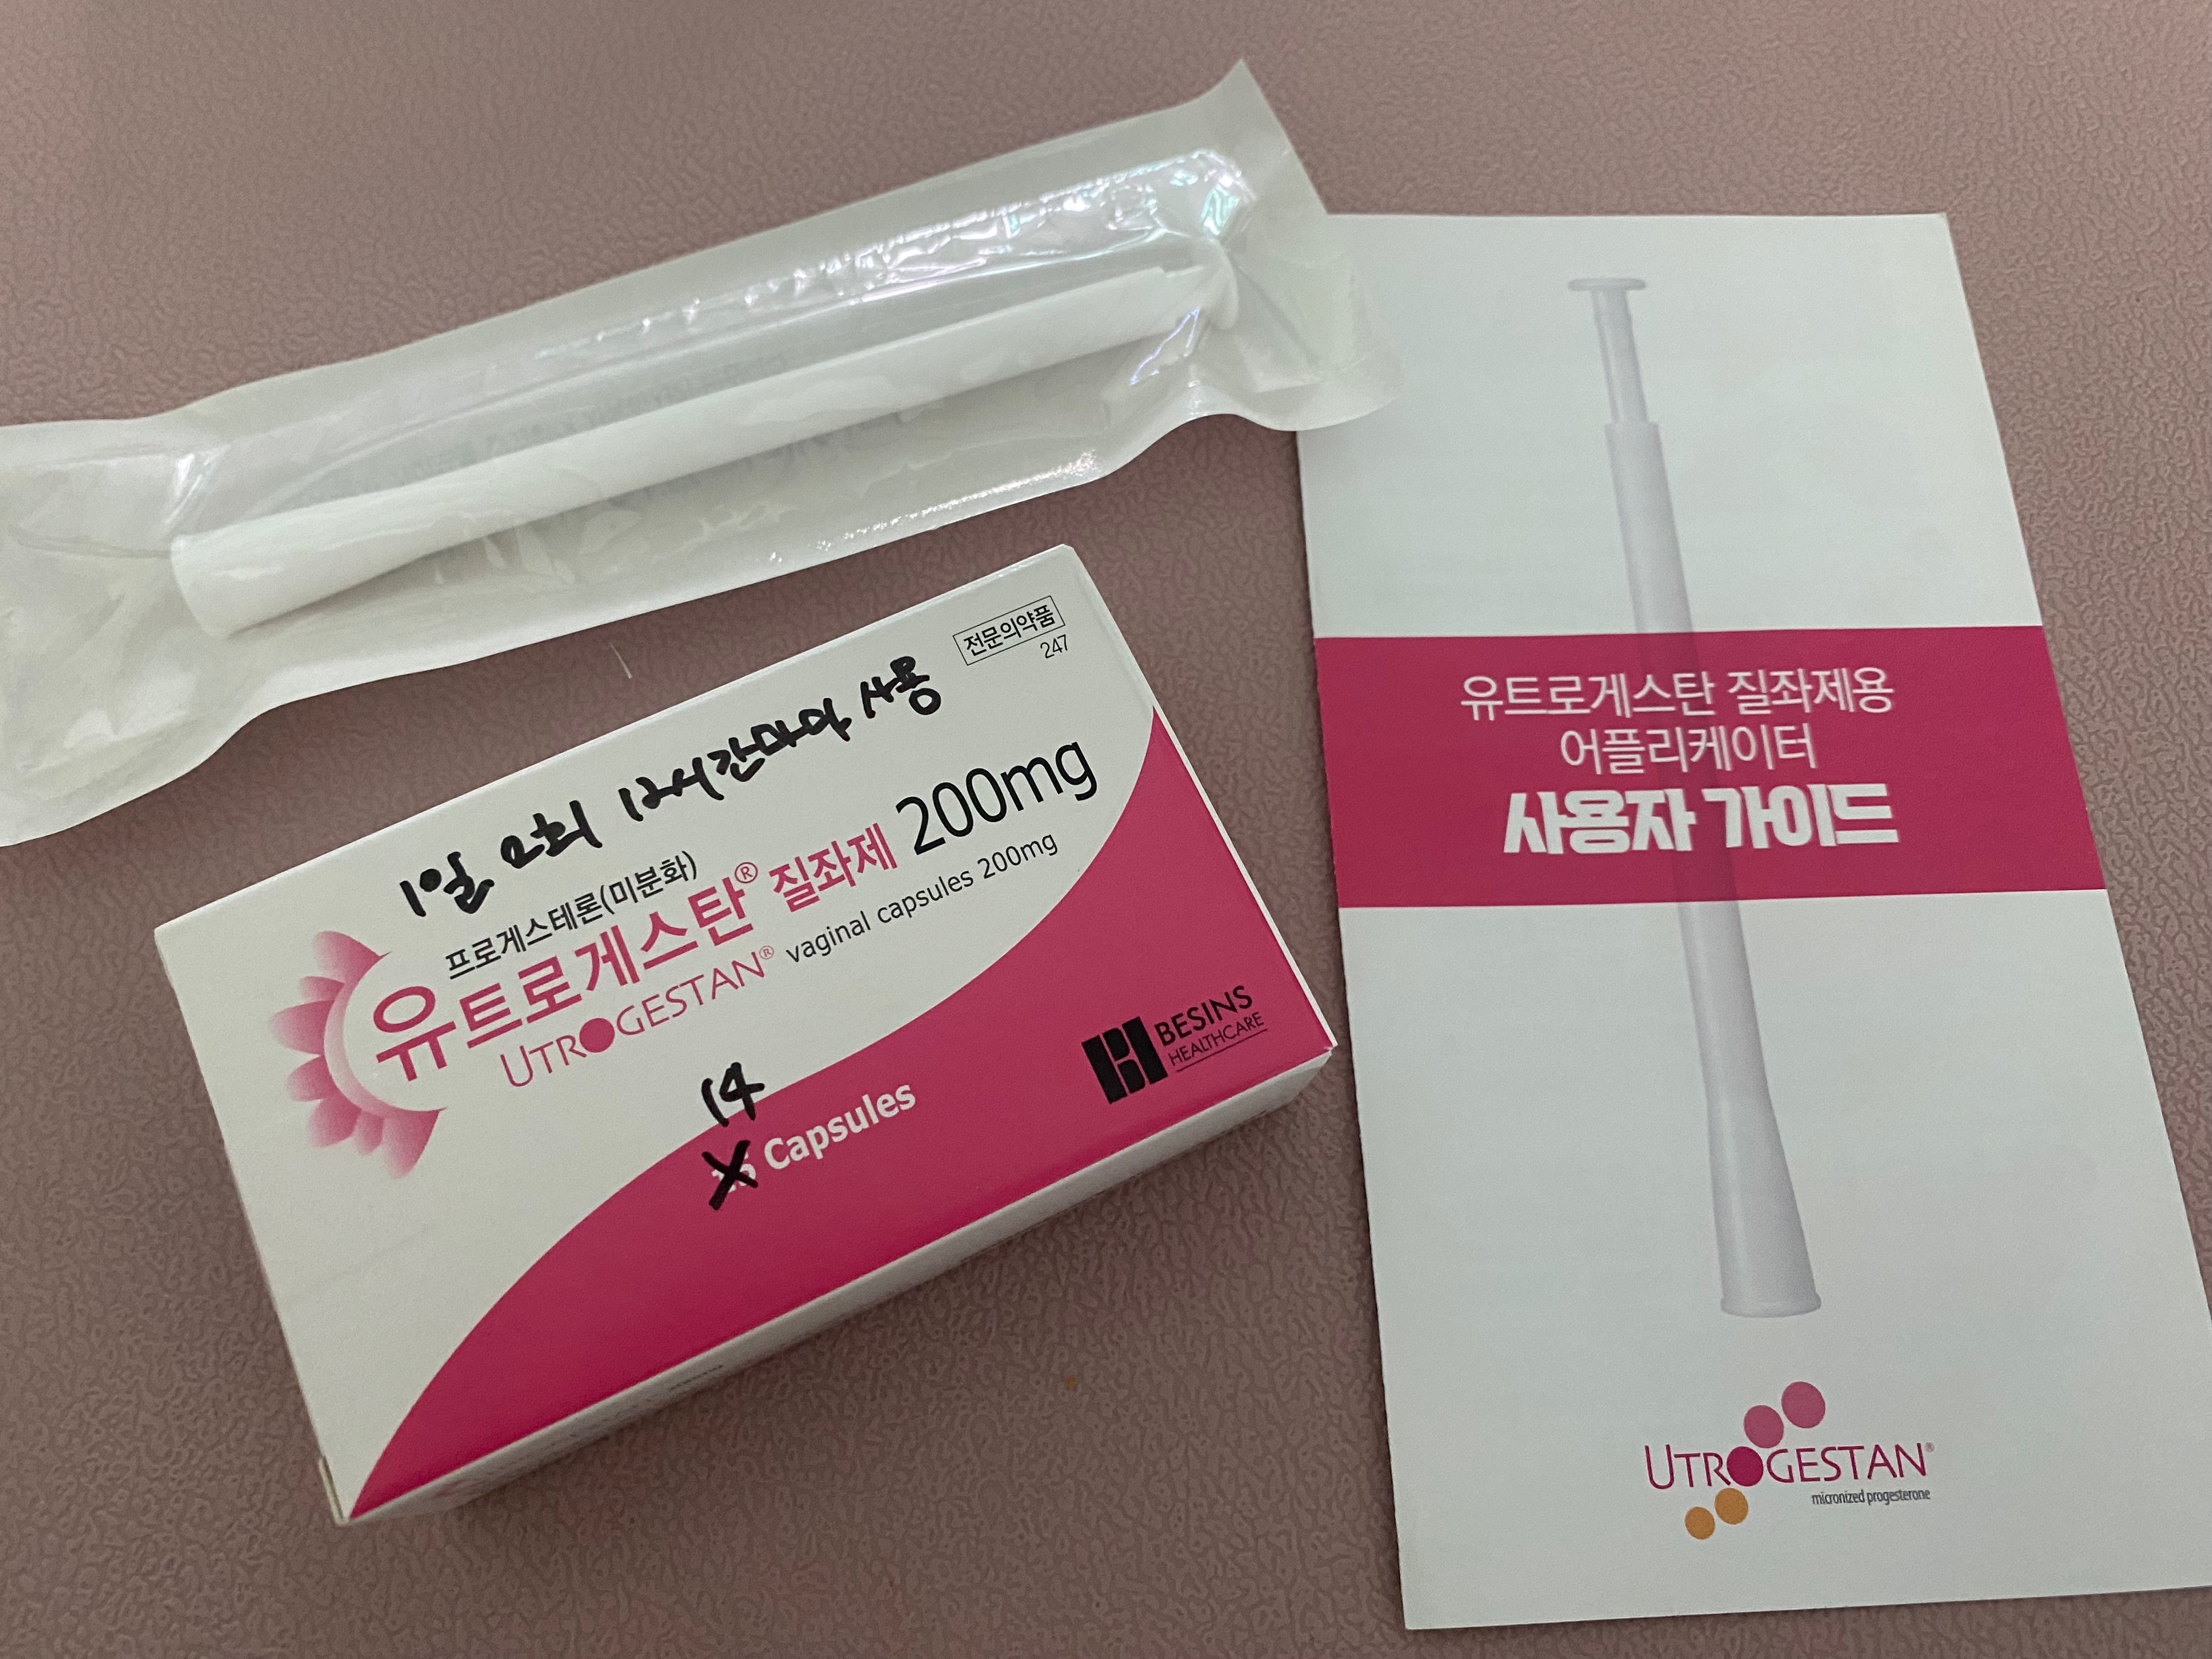 전문의약품
247
1일 2회 12시간마다 사용
프로게스테론(미분화)
유트로게스탄® 질좌제 200mg
UTROGESTAN® vaginal capsules 200mg
14
Capsules
BESINS
HEALTHCARE
유트로게스탄 질좌제용
어플리케이터
사용자 가이드
UTROGESTAN®
micronized progesterone